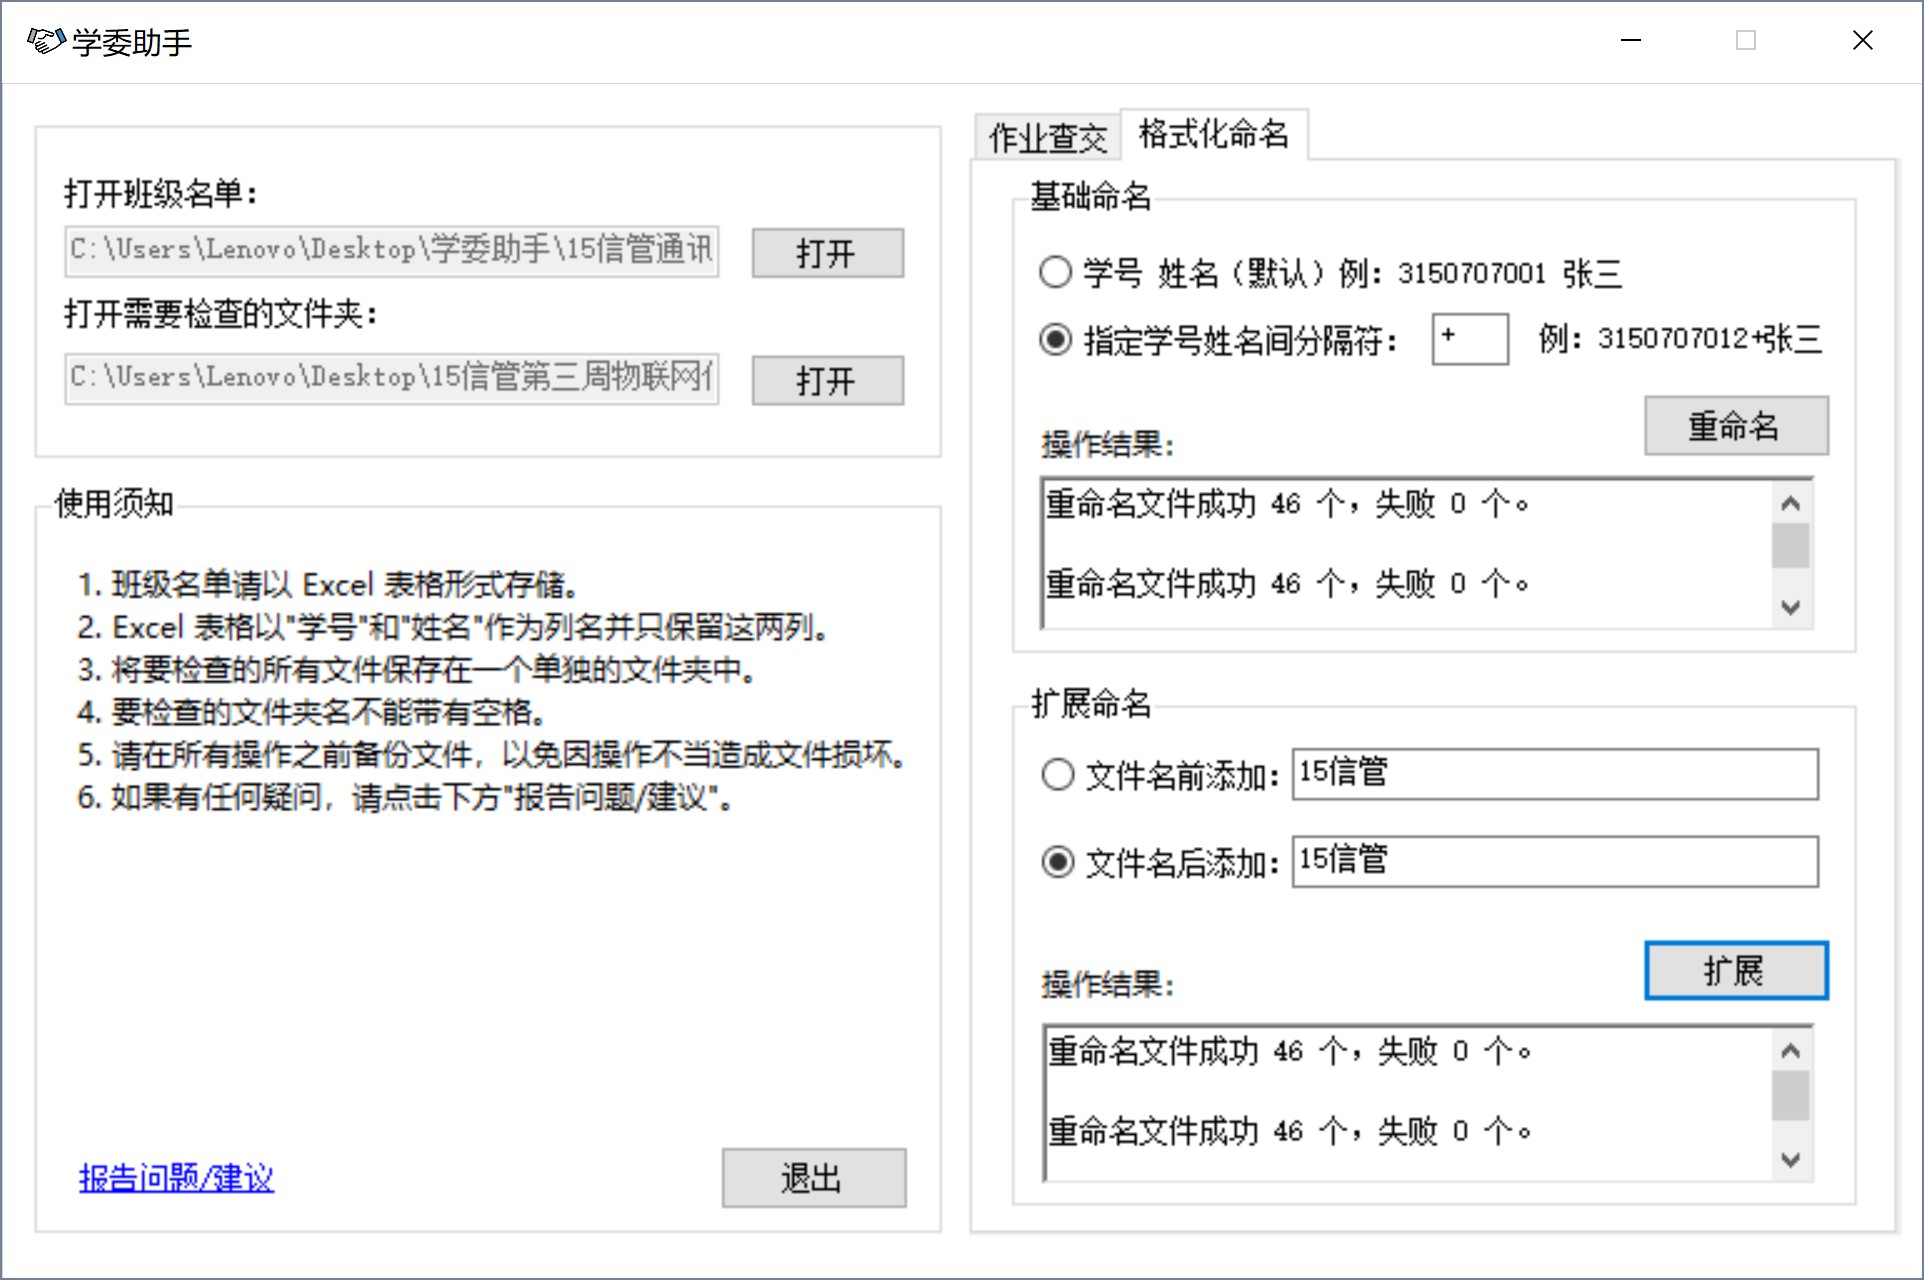 学委助手
打开班级名单：
C:\Users\Lenovo\Desktop\学委助手\15信管通讯
打开
打开需要检查的文件夹：
C:\Users\Lenovo\Desktop\15信管第三周物联网
打开
使用须知
1. 班级名单请以 Excel 表格形式存储。
2. Excel 表格以"学号"和"姓名"作为列名并只保留这两列。
3. 将要检查的所有文件保存在一个单独的文件夹中。
4. 要检查的文件夹名不能带有空格。
5. 请在所有操作之前备份文件，以免因操作不当造成文件损坏。
6. 如果有任何疑问，请点击下方"报告问题/建议"。
报告问题/建议
退出
作业查交
格式化命名
基础命名
学号 姓名（默认）例：3150707001 张三
指定学号姓名间分隔符： + 例：3150707012+张三
重命名
操作结果：
重命名文件成功 46 个，失败 0 个。
重命名文件成功 46 个，失败 0 个。
扩展命名
文件名前添加：15信管
文件名后添加：15信管
扩展
操作结果：
重命名文件成功 46 个，失败 0 个。
重命名文件成功 46 个，失败 0 个。